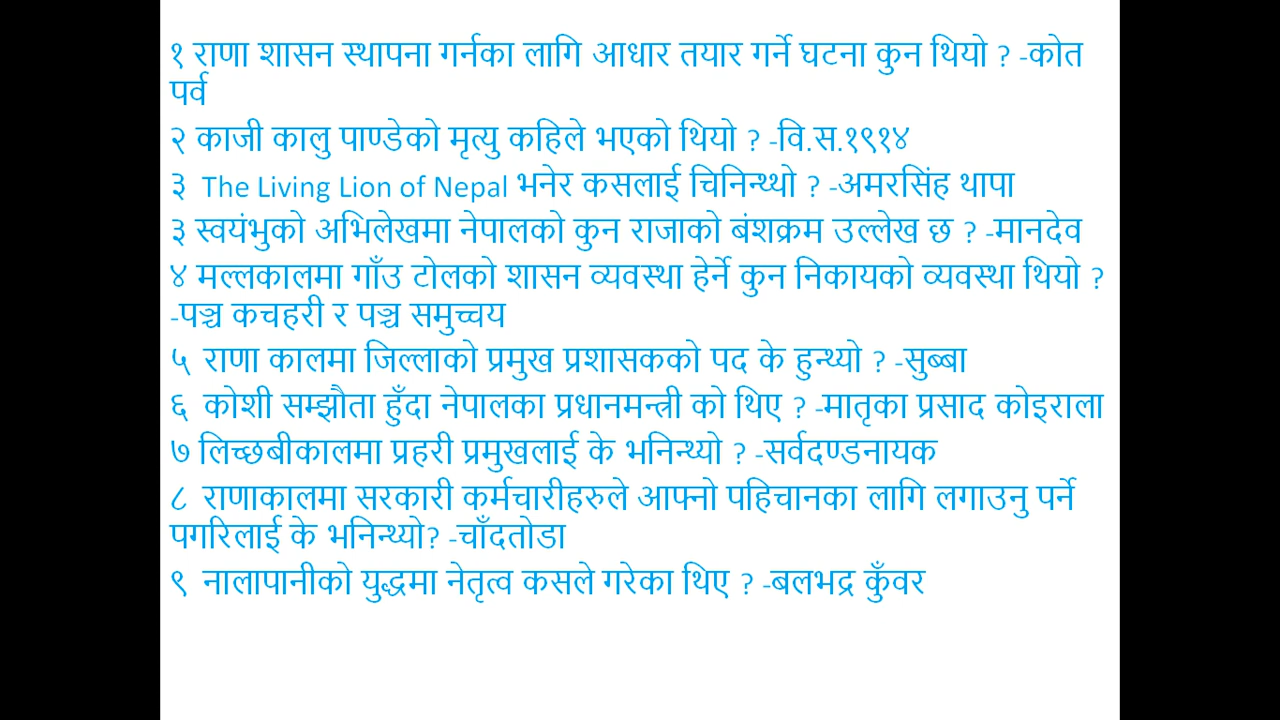 १ राणा शासन स्थापना गर्नका लागि आधार तयार गर्ने घटना कुन थियो ? -कोत
पर्व
२ काजी कालु पाण्डेको मृत्यु कहिले भएको थियो ? -वि.स.१९१४
३ The Living Lion of Nepal भनेर कसलाई चिनिन्थ्थो ? -अमरसिंह थापा
३ स्वयंभुको अभिलेखमा नेपालको कुन राजाको बंशक्रम उल्लेख छ ? -मानदेव
४ मल्लकालमा गाँउ टोलको शासन व्यवस्था हेर्ने कुन निकायको व्यवस्था थियो ?
-पञ्च कचहरी र पञ्च समुच्चय
५ राणा कालमा जिल्लाको प्रमुख प्रशासकको पद के हुन्थ्यो ? -सुब्बा
६ कोशी सम्झौता हुँदा नेपालका प्रधानमन्त्री को थिए ? -मातृका प्रसाद कोइराला
७ लिच्छबीकालमा प्रहरी प्रमुखलाई के भनिन्थ्यो ? -सर्वदण्डनायक
८ राणाकालमा सरकारी कर्मचारीहरुले आफ्नो पहिचानका लागि लगाउनु पर्ने
पगरिलाई के भनिन्थ्यो? -चाँदतोडा
९ नालापानीको युद्धमा नेतृत्व कसले गरेका थिए ? -बलभद्र कुँवर